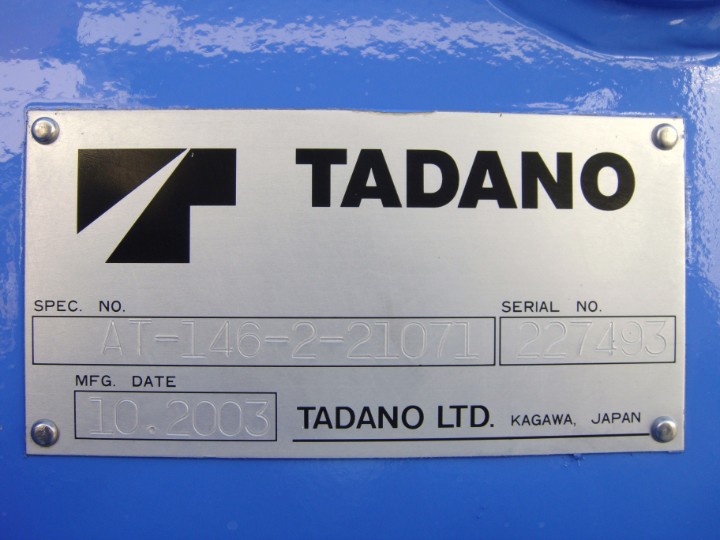 TADANO
SPEC. NO. SERIAL NO.
AT-146-2-21071 227493
MFG. DATE
10.2003 TADANO LTD. KAGAWA, JAPAN